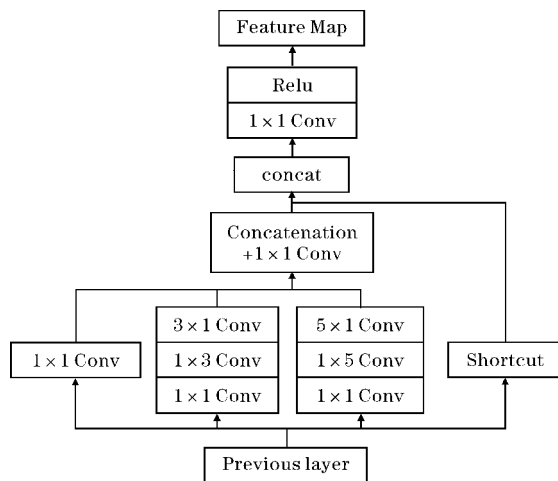 Feature Map
Relu
1×1 Conv
concat
Concatenation
+1×1 Conv
3×1 Conv
5×1 Conv
1×1 Conv
1×3 Conv
1×5 Conv
Shortcut
1×1 Conv
1×1 Conv
Previous layer